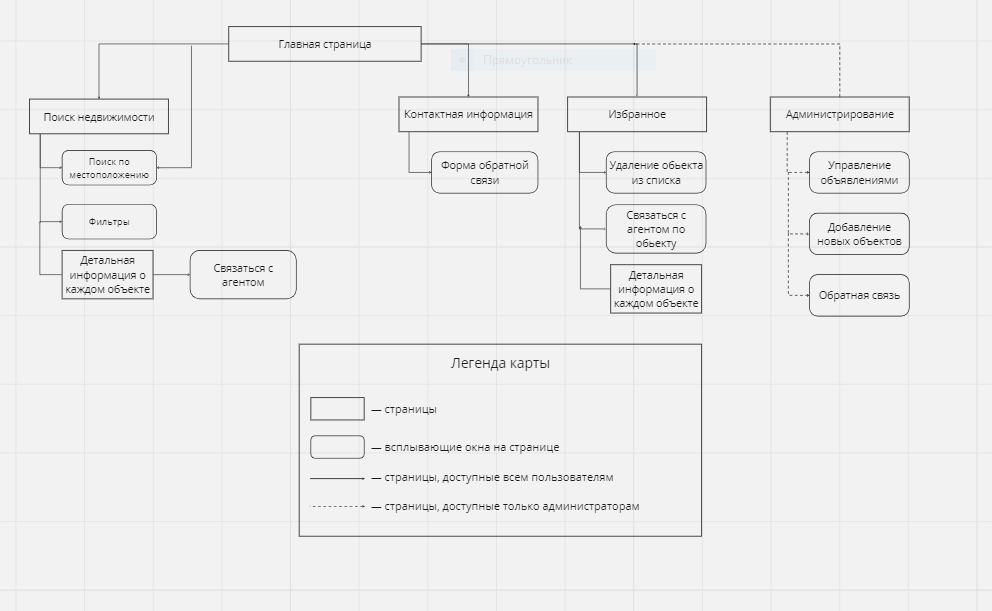 Главная страница
Прямоугольник
Поиск недвижимости
Контактная информация
Избранное
Администрирование
Поиск по
местоположению
Форма обратной
связи
Удаление обьекта
из списка
Управление
объявлениями
Фильтры
Связаться с
агентом по
обьекту
Добавление
новых объектов
Детальная
информация о
каждом объекте
Связаться с
агентом
Детальная
информация о
каждом объекте
Обратная связь
Легенда карты
— страницы
— всплывающие окна на странице
— страницы, доступные всем пользователям
— страницы, доступные только администраторам